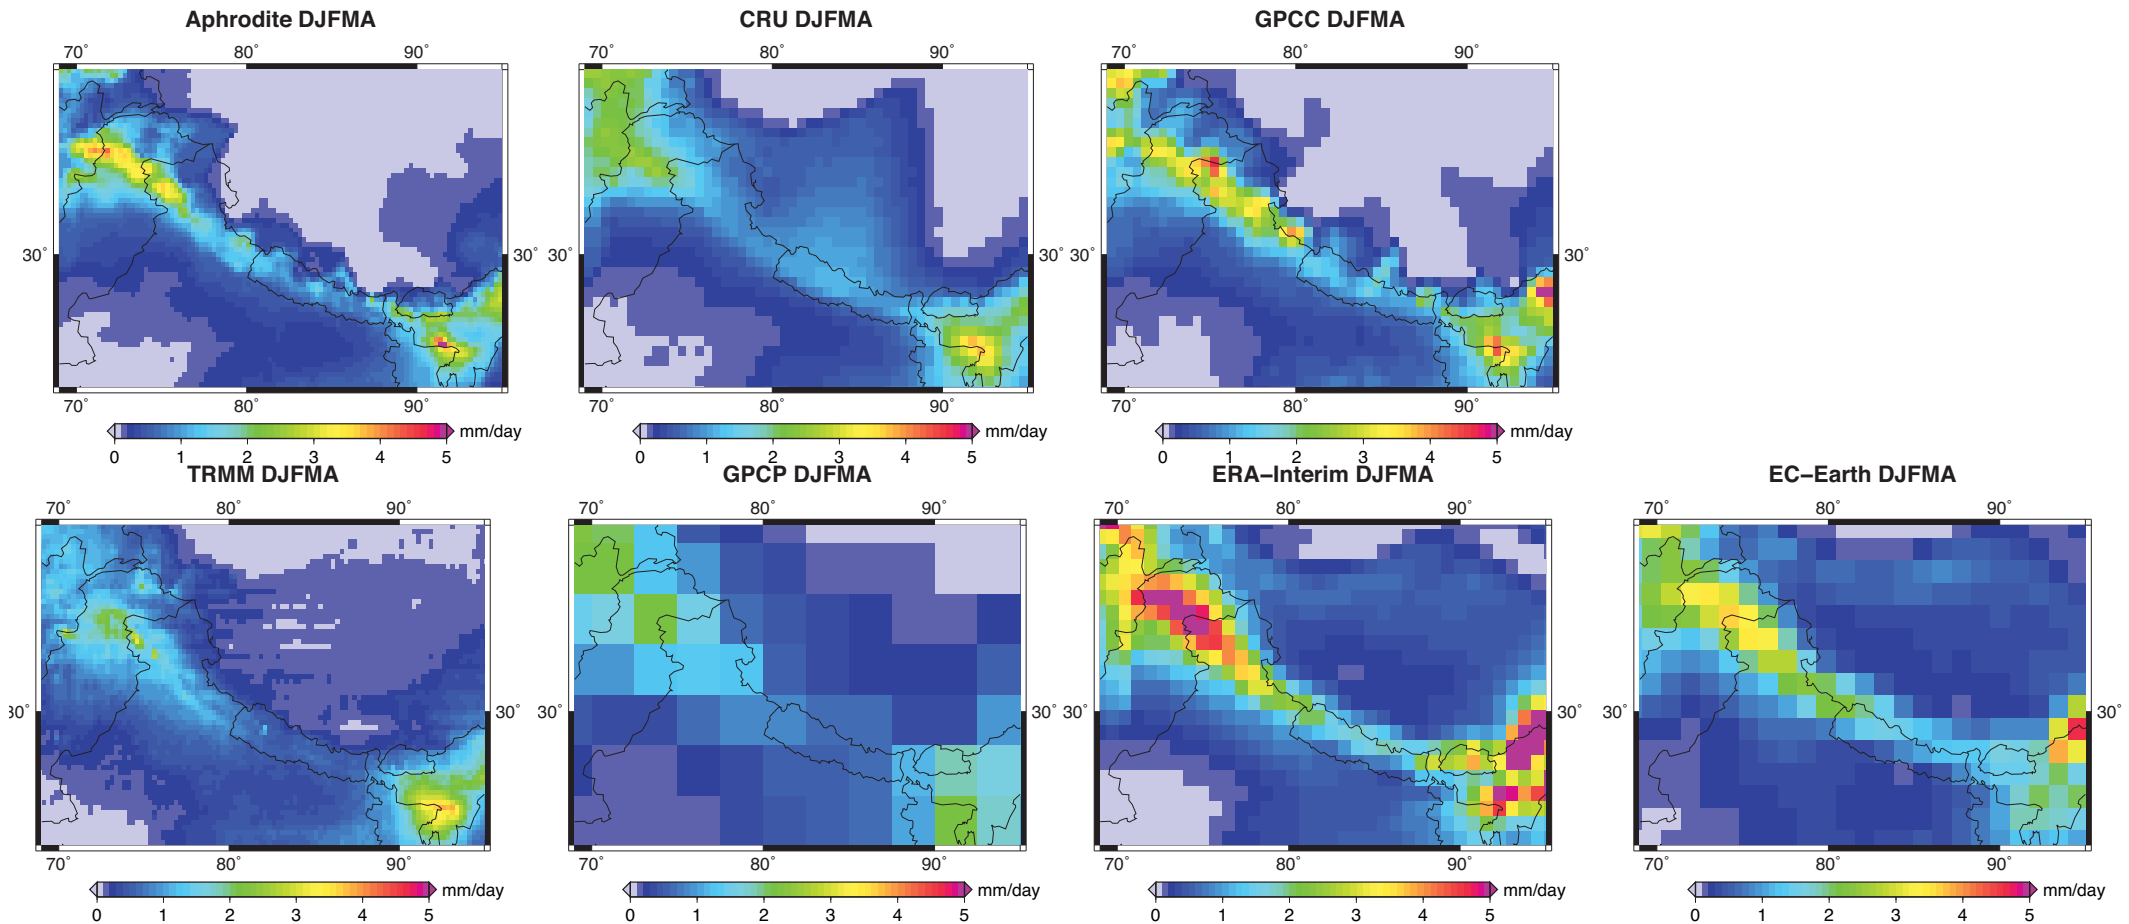 Aphrodite DJFMA CRU DJFMA GPCC DJFMA
70° 80° 90° 70° 80° 90° 70° 80° 90°
30° 30° 30° 30° 30°
70° 80° 90° 70° 80° 90° 70° 80° 90°
mm/day mm/day mm/day
0 1 2 3 4 5 0 1 2 3 4 5 0 1 2 3 4 5
TRMM DJFMA GPCP DJFMA ERA–Interim DJFMA EC–Earth DJFMA
70° 80° 90° 70° 80° 90° 70° 80° 90° 70° 80° 90°
30° 30° 30° 30° 30° 30° 30°
70° 80° 90° 70° 80° 90° 70° 80° 90° 70° 80° 90°
mm/day mm/day mm/day mm/day
0 1 2 3 4 5 0 1 2 3 4 5 0 1 2 3 4 5 0 1 2 3 4 5